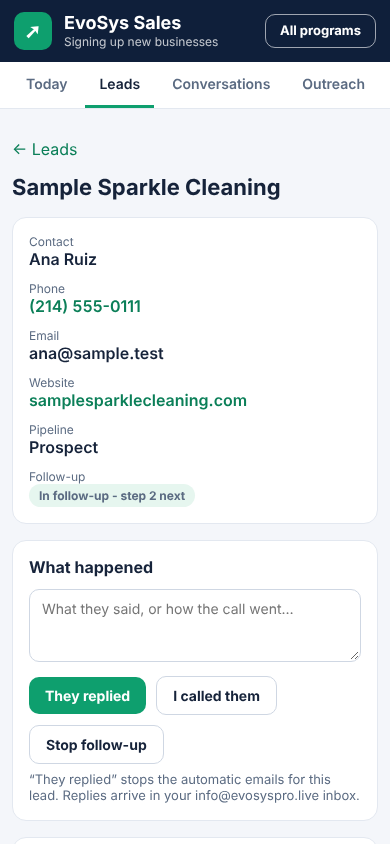 EvoSys Sales
Signing up new businesses
All programs
Today
Leads
Conversations
Outreach
← Leads
Sample Sparkle Cleaning
Contact
Ana Ruiz
Phone
(214) 555-0111
Email
ana@sample.test
Website
samplesparklecleaning.com
Pipeline
Prospect
Follow-up
In follow-up - step 2 next
What happened
What they said, or how the call went...
They replied
I called them
Stop follow-up
“They replied” stops the automatic emails for this
lead. Replies arrive in your info@evosyspro.live inbox.